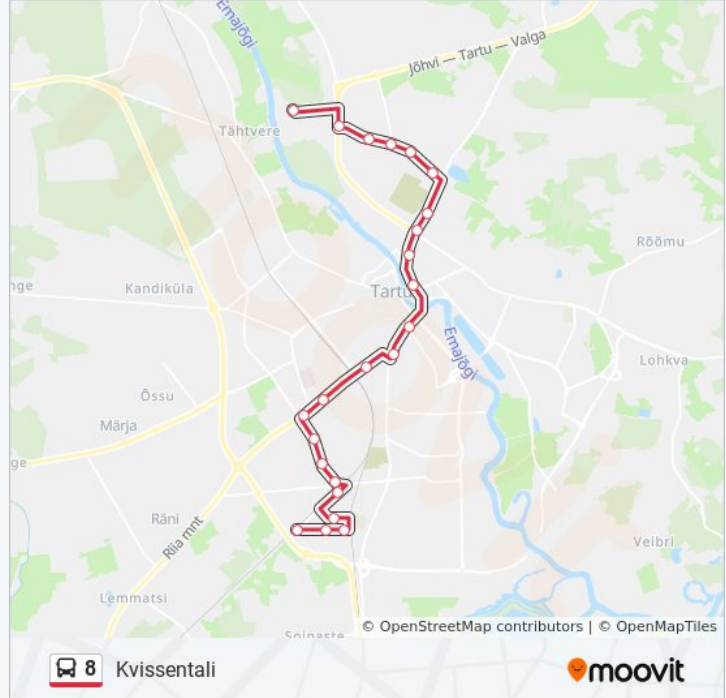 Emajõgi
Jõhvi — Tartu — Valga
Tähtvere
Rõõmu
nge
Kandiküla
Tartu
Emajõgi
Lohkva
Õssu
Märja
ge
Räni
Riia mnt
Veibri
Lemmatsi
Soinaste
© OpenStreetMap contributors | © OpenMapTiles
8 Kvissentali
moovit